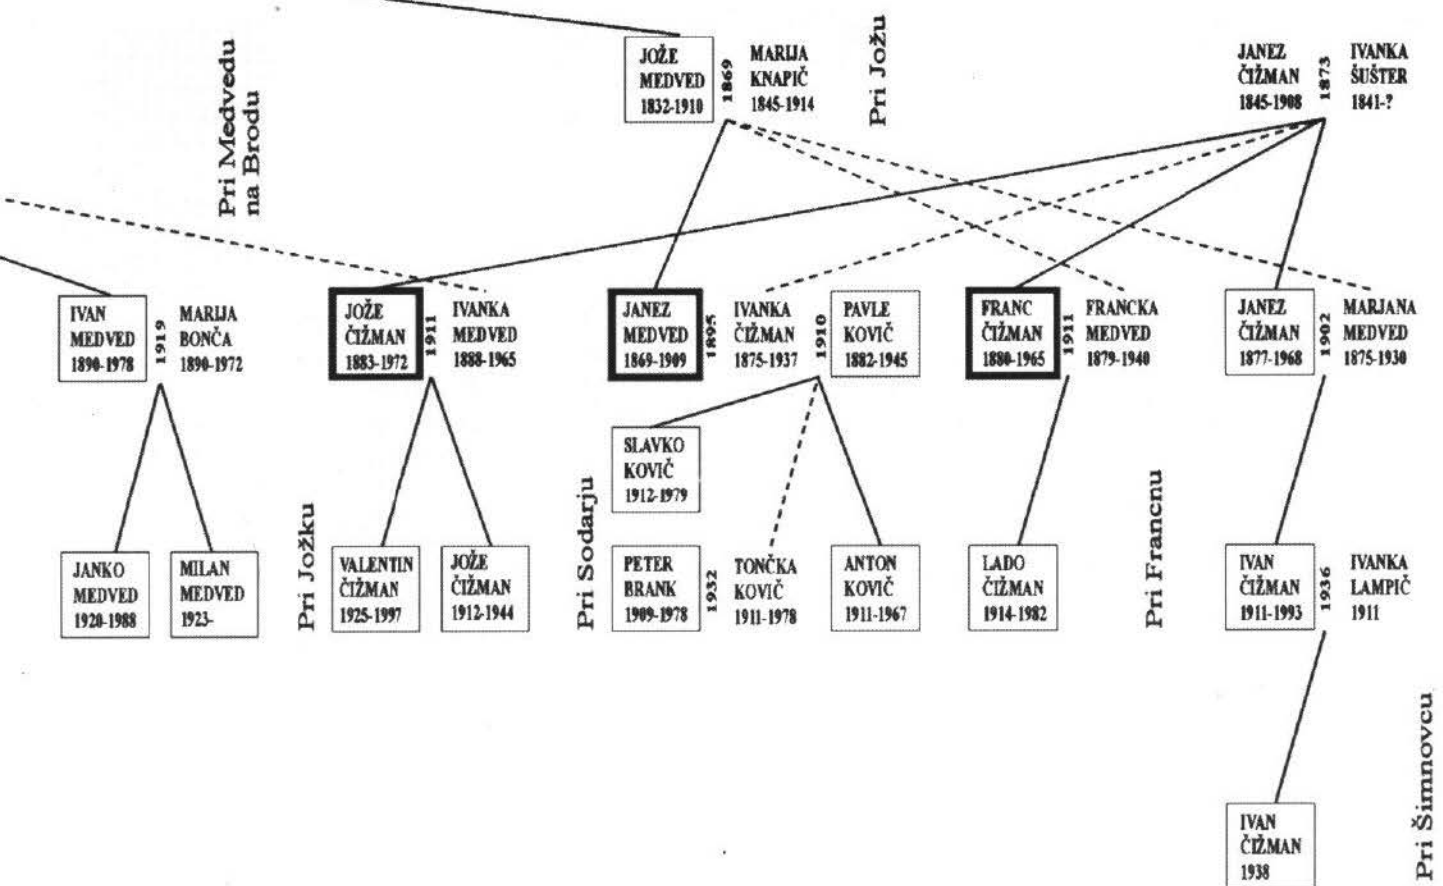 Pri Medvedu
na Brodu
JOŽE
MEDVED
1832-1910
1869
MARIJA
KNAPIČ
1845-1914
Pri Jožu
JANEZ
ČIŽMAN
1845-1908
1873
IVANKA
ŠUŠTER
1841-?
IVAN
MEDVED
1890-1978
1919
MARIJA
BONČA
1890-1972
JOŽE
ČIŽMAN
1883-1972
1911
IVANKA
MEDVED
1888-1965
JANEZ
MEDVED
1869-1909
1895
IVANKA
ČIŽMAN
1875-1937
1910
PAVLE
KOVIČ
1882-1945
FRANC
ČIŽMAN
1880-1965
1911
FRANCKA
MEDVED
1879-1940
JANEZ
ČIŽMAN
1877-1968
1902
MARJANA
MEDVED
1875-1930
SLAVKO
KOVIČ
1912-1979
JANKO
MEDVED
1920-1988
MILAN
MEDVED
1923-
Pri Jožku
VALENTIN
ČIŽMAN
1925-1997
JOŽE
ČIŽMAN
1912-1944
Pri Sodarju
PETER
BRANK
1909-1978
1932
TONČKA
KOVIČ
1911-1978
ANTON
KOVIČ
1911-1967
LADO
ČIŽMAN
1914-1982
Pri Francnu
IVAN
ČIŽMAN
1911-1993
1936
IVANKA
LAMPIČ
1911
IVAN
ČIŽMAN
1938
Pri Šimnovcu